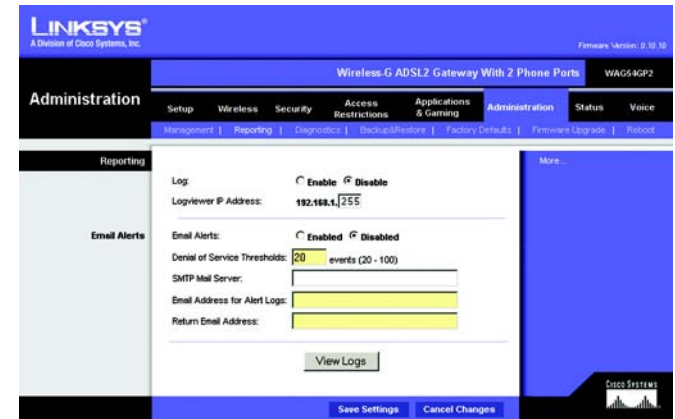 LINKSYS®
A Division of Cisco Systems, Inc.
Firmware Version: 0.10.10
Wireless-G ADSL2 Gateway With 2 Phone Ports WAG54GP2
Administration
Setup Wireless Security Access Restrictions Applications & Gaming Administration Status Voice
Management | Reporting | Diagnostics | Backup&Restore | Factory Defaults | Firmware Upgrade | Reboot
Reporting
More...
Log: Enable Disable
Logviewer IP Address: 192.168.1. 255
Email Alerts
Email Alerts: Enabled Disabled
Denial of Service Thresholds: 20 events (20 - 100)
SMTP Mail Server:
Email Address for Alert Logs:
Return Email Address:
View Logs
Save Settings Cancel Changes
CISCO SYSTEMS